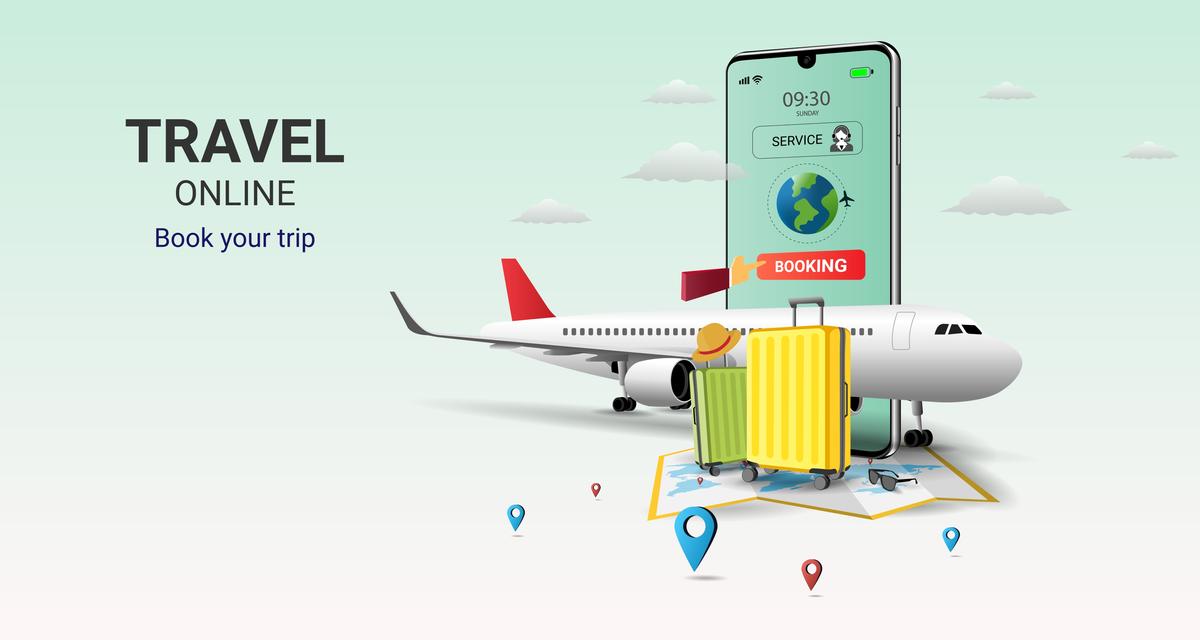 TRAVEL
ONLINE
Book your trip
09:30
SUNDAY
SERVICE
BOOKING